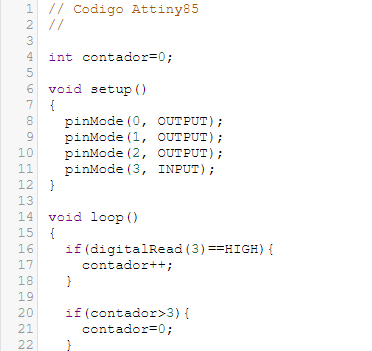 1 // Codigo Attiny85
2 //
3
4 int contador=0;
5
6 void setup()
7 {
8   pinMode(0, OUTPUT);
9   pinMode(1, OUTPUT);
10   pinMode(2, OUTPUT);
11   pinMode(3, INPUT);
12 }
13
14 void loop()
15 {
16   if(digitalRead(3)==HIGH){
17     contador++;
18   }
19
20   if(contador>3){
21     contador=0;
22   }